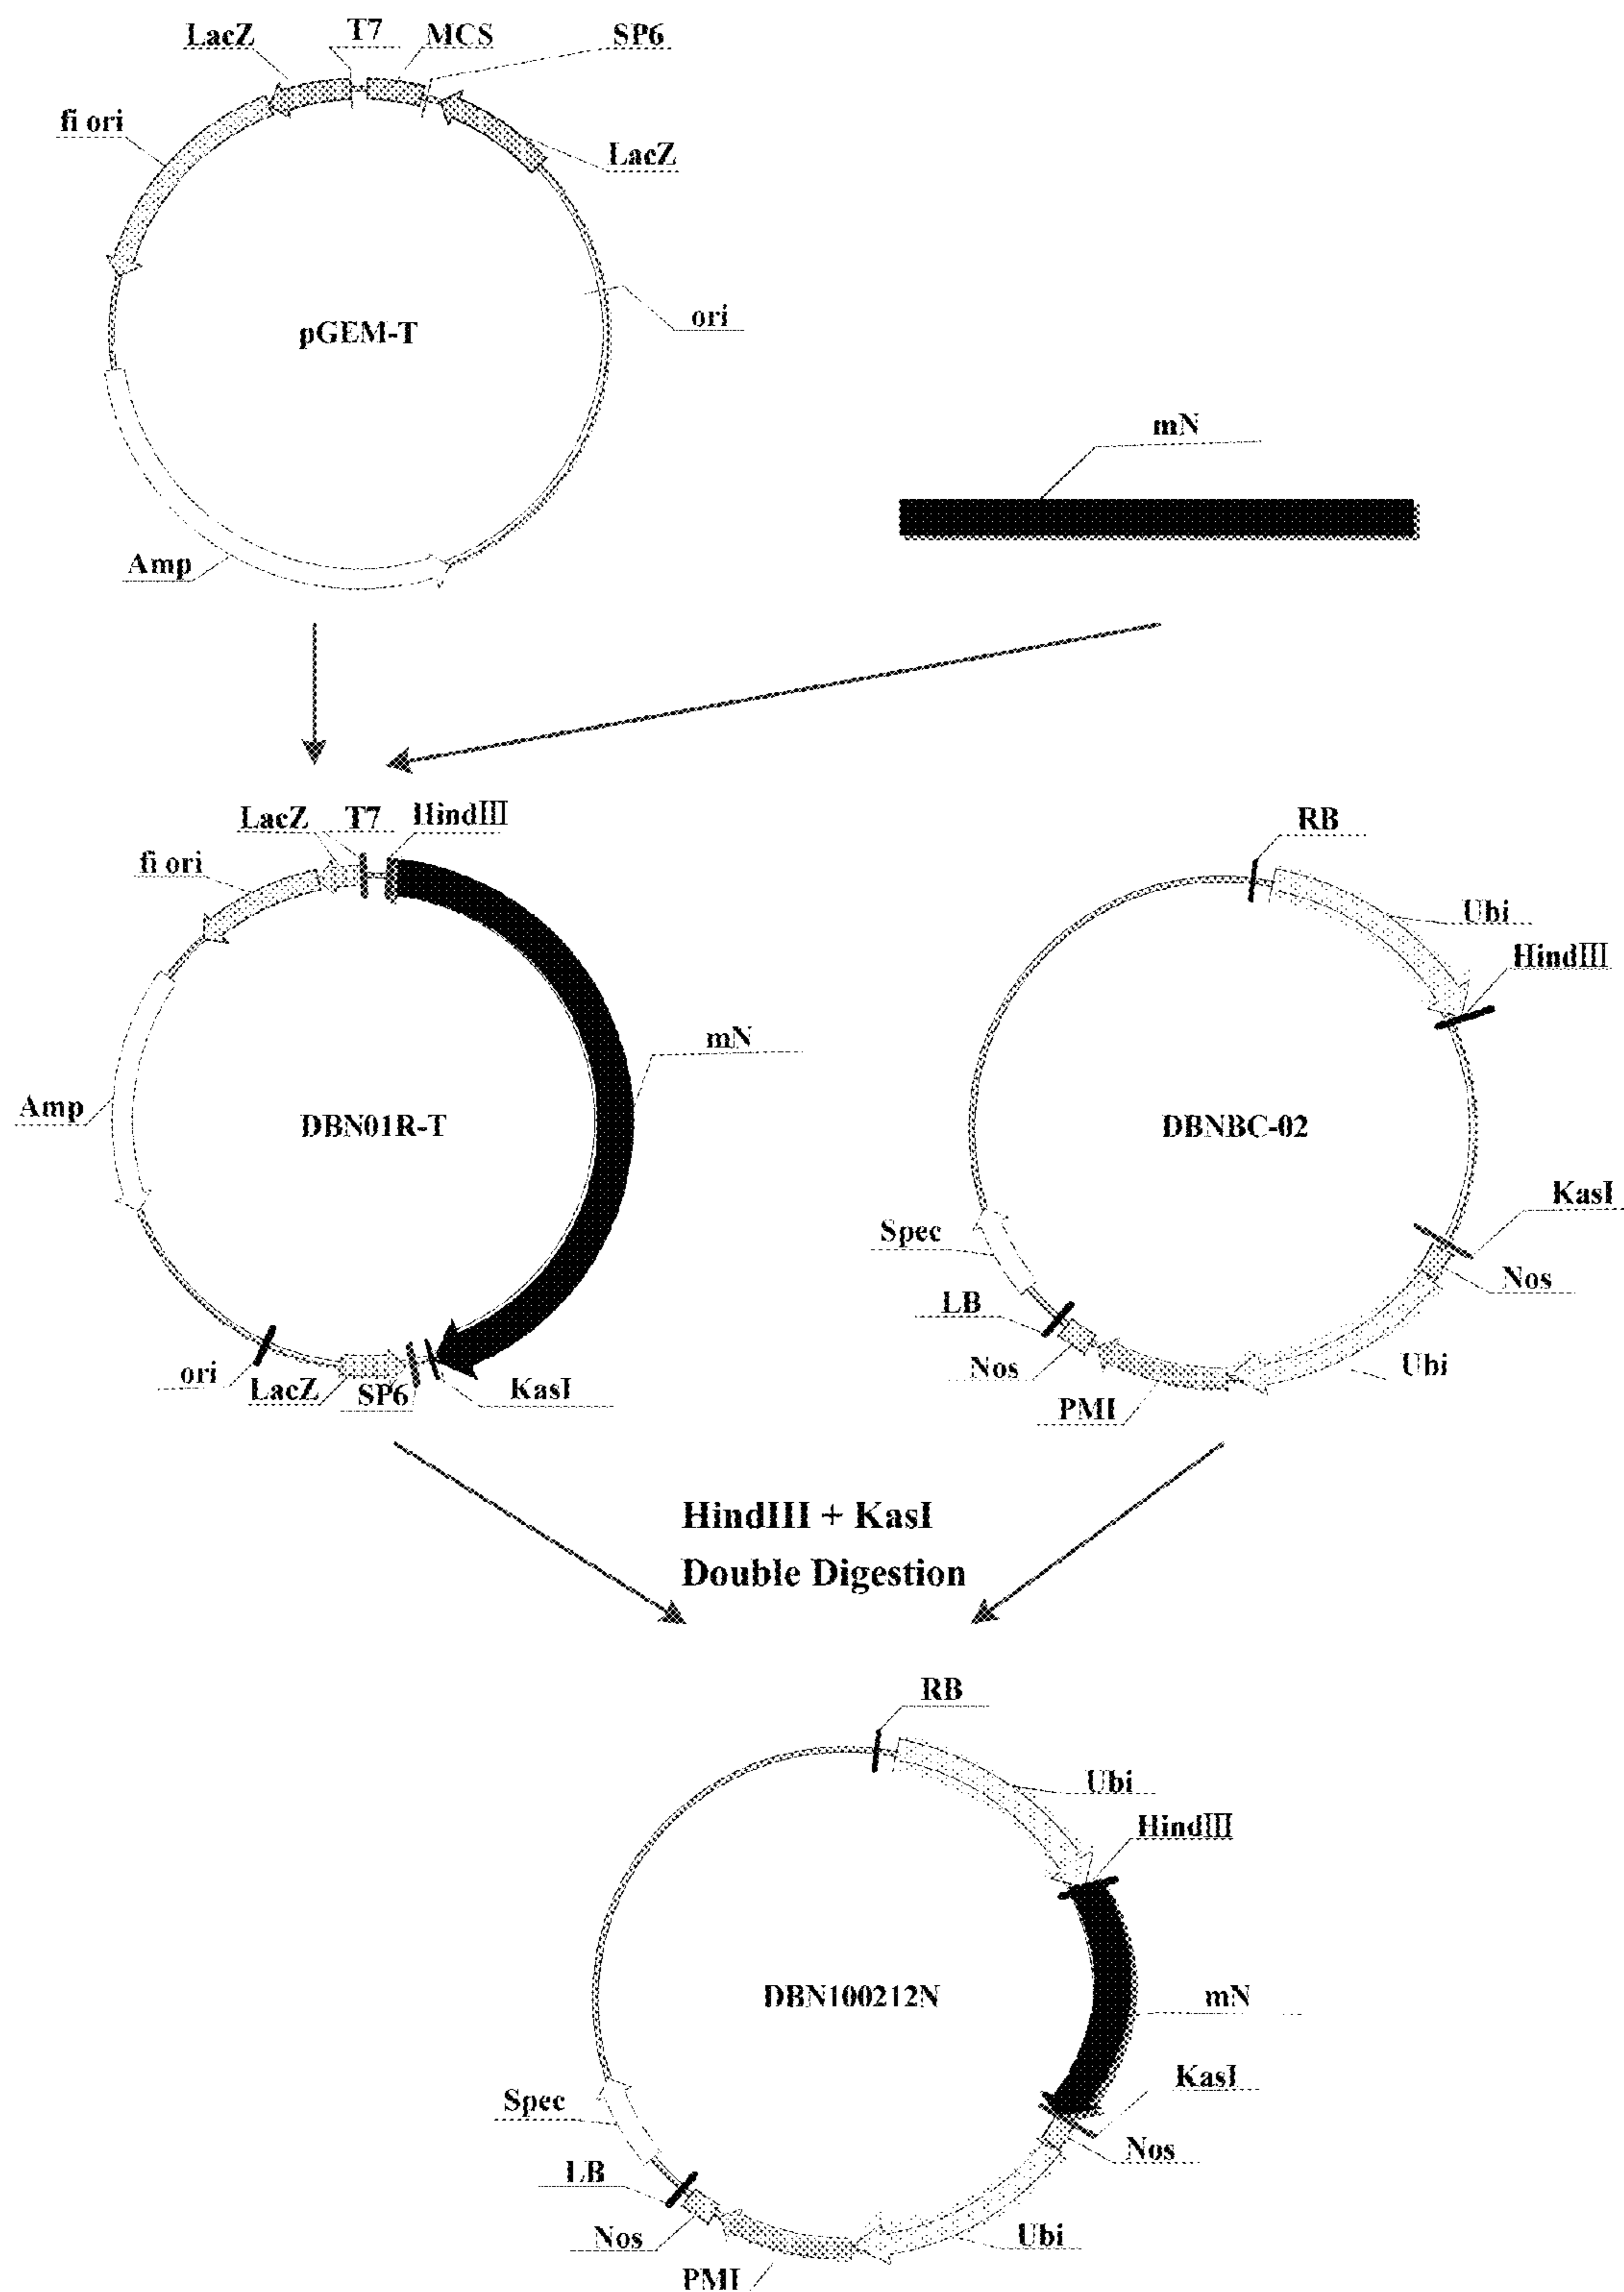 LacZ
T7
MCS
SP6
fi ori
LacZ
pGEM-T
ori
mN
Amp
LacZ
T7
HindIII
fi ori
mN
Amp
DBN01R-T
ori
LacZ
SP6
KasI
RB
Ubi
HindIII
DBNBC-02
KasI
Spec
Nos
LB
Nos
Ubi
PMI
HindIII + KasI
Double Digestion
RB
Ubi
HindIII
DBN100212N
mN
KasI
Spec
Nos
LB
Nos
Ubi
PMI